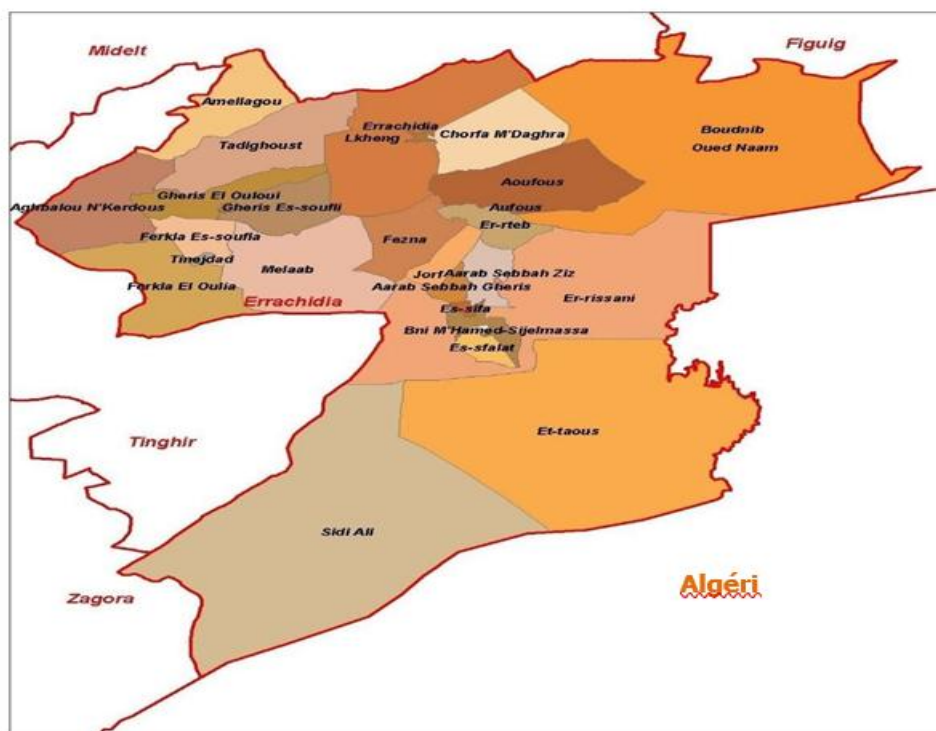 Midelt
Figuig
Amellagou
Errachidia
Lkheng
Chorfa M'Daghra
Boudnib
Oued Naam
Tadighoust
Aoufous
Gheris El Ouloui
Aghbalou N'Kerdous
Gheris Es-soufli
Aufous
Er-rteb
Ferkla Es-soufla
Fezna
Tinejdad
Melaab
Jorf
Aarab Sebbah Ziz
Ferkla El Oulia
Aarab Sebbah Gheris
Errachidia
Er-rissani
Es-sifa
Bni M'Hamed-Sijelmassa
Es-sfalat
Et-taous
Tinghir
Sidi Ali
Algéri
Zagora